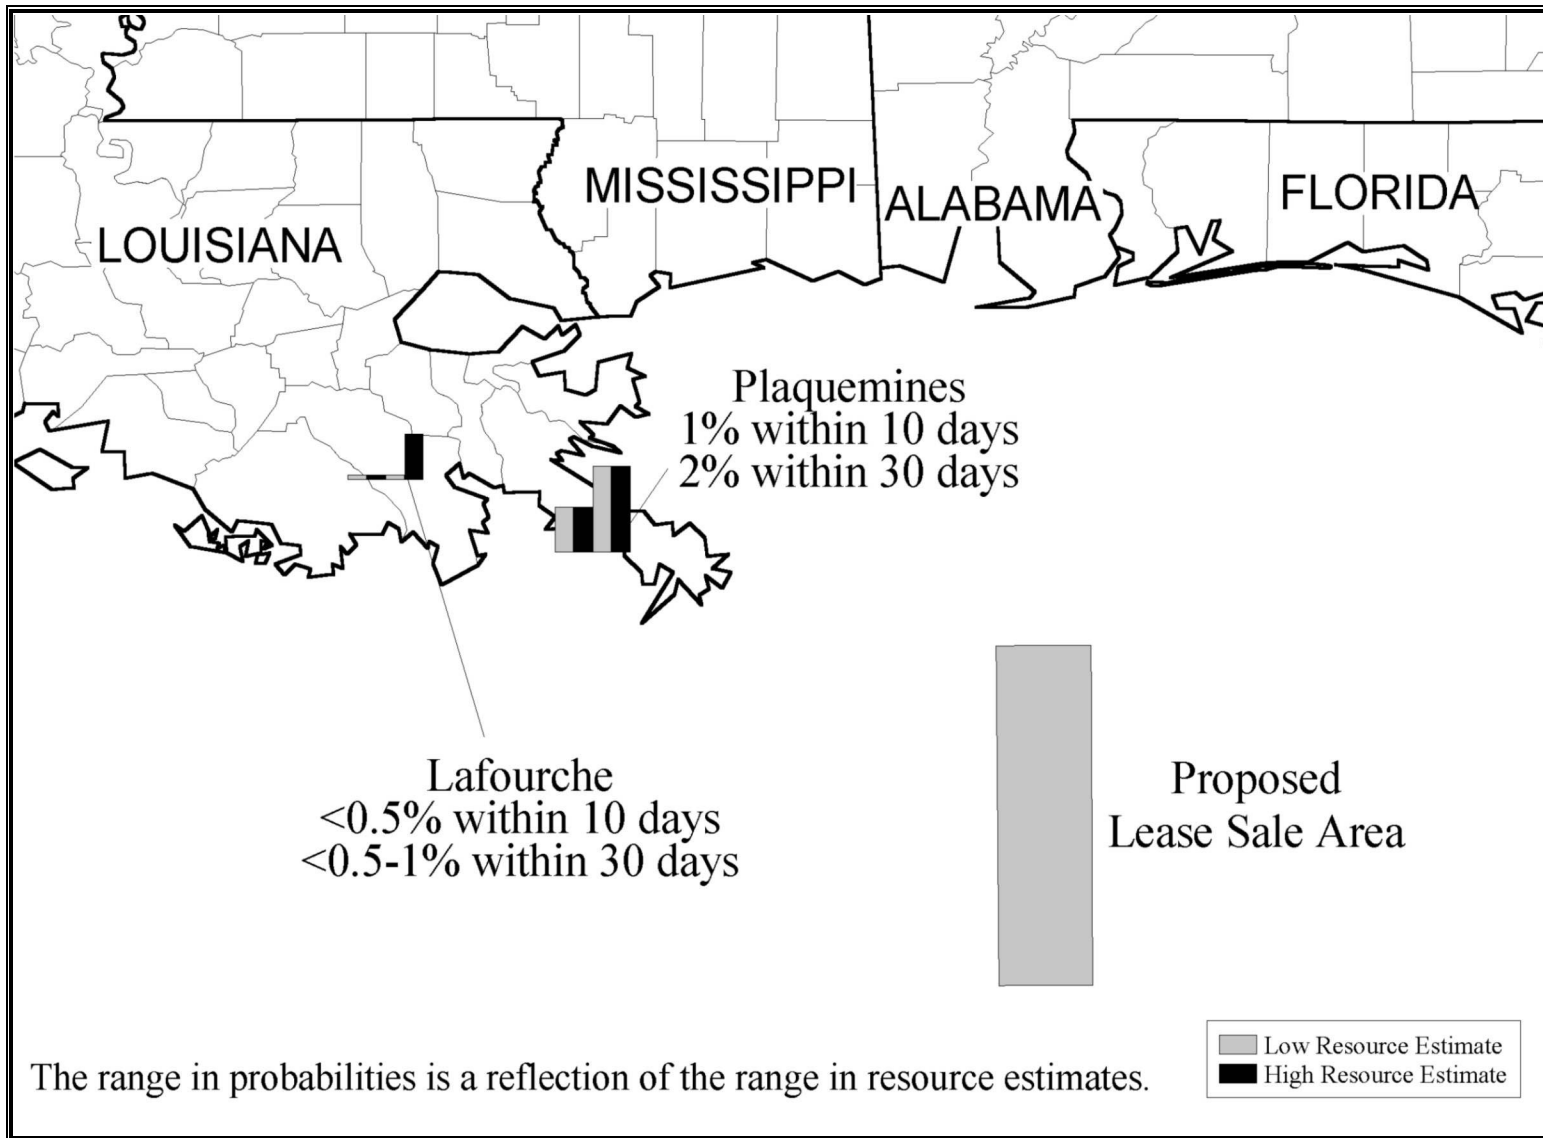 MISSISSIPPI
ALABAMA
FLORIDA
LOUISIANA
Plaquemines
1% within 10 days
2% within 30 days
Lafourche
<0.5% within 10 days
<0.5-1% within 30 days
Proposed
Lease Sale Area
Low Resource Estimate
High Resource Estimate
The range in probabilities is a reflection of the range in resource estimates.